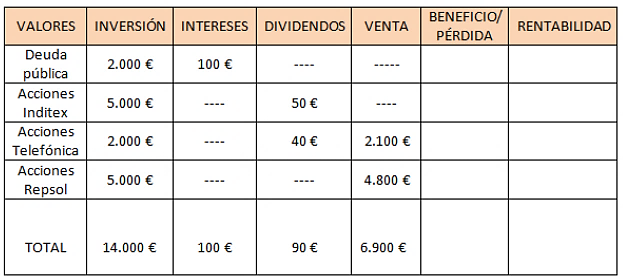 VALORES INVERSIÓN INTERESES DIVIDENDOS VENTA BENEFICIO/ PÉRDIDA RENTABILIDAD
Deuda pública 2.000 € 100 € ---- -----
Acciones Inditex 5.000 € ---- 50 € ----
Acciones Telefónica 2.000 € ---- 40 € 2.100 €
Acciones Repsol 5.000 € ---- ---- 4.800 €
TOTAL 14.000 € 100 € 90 € 6.900 €